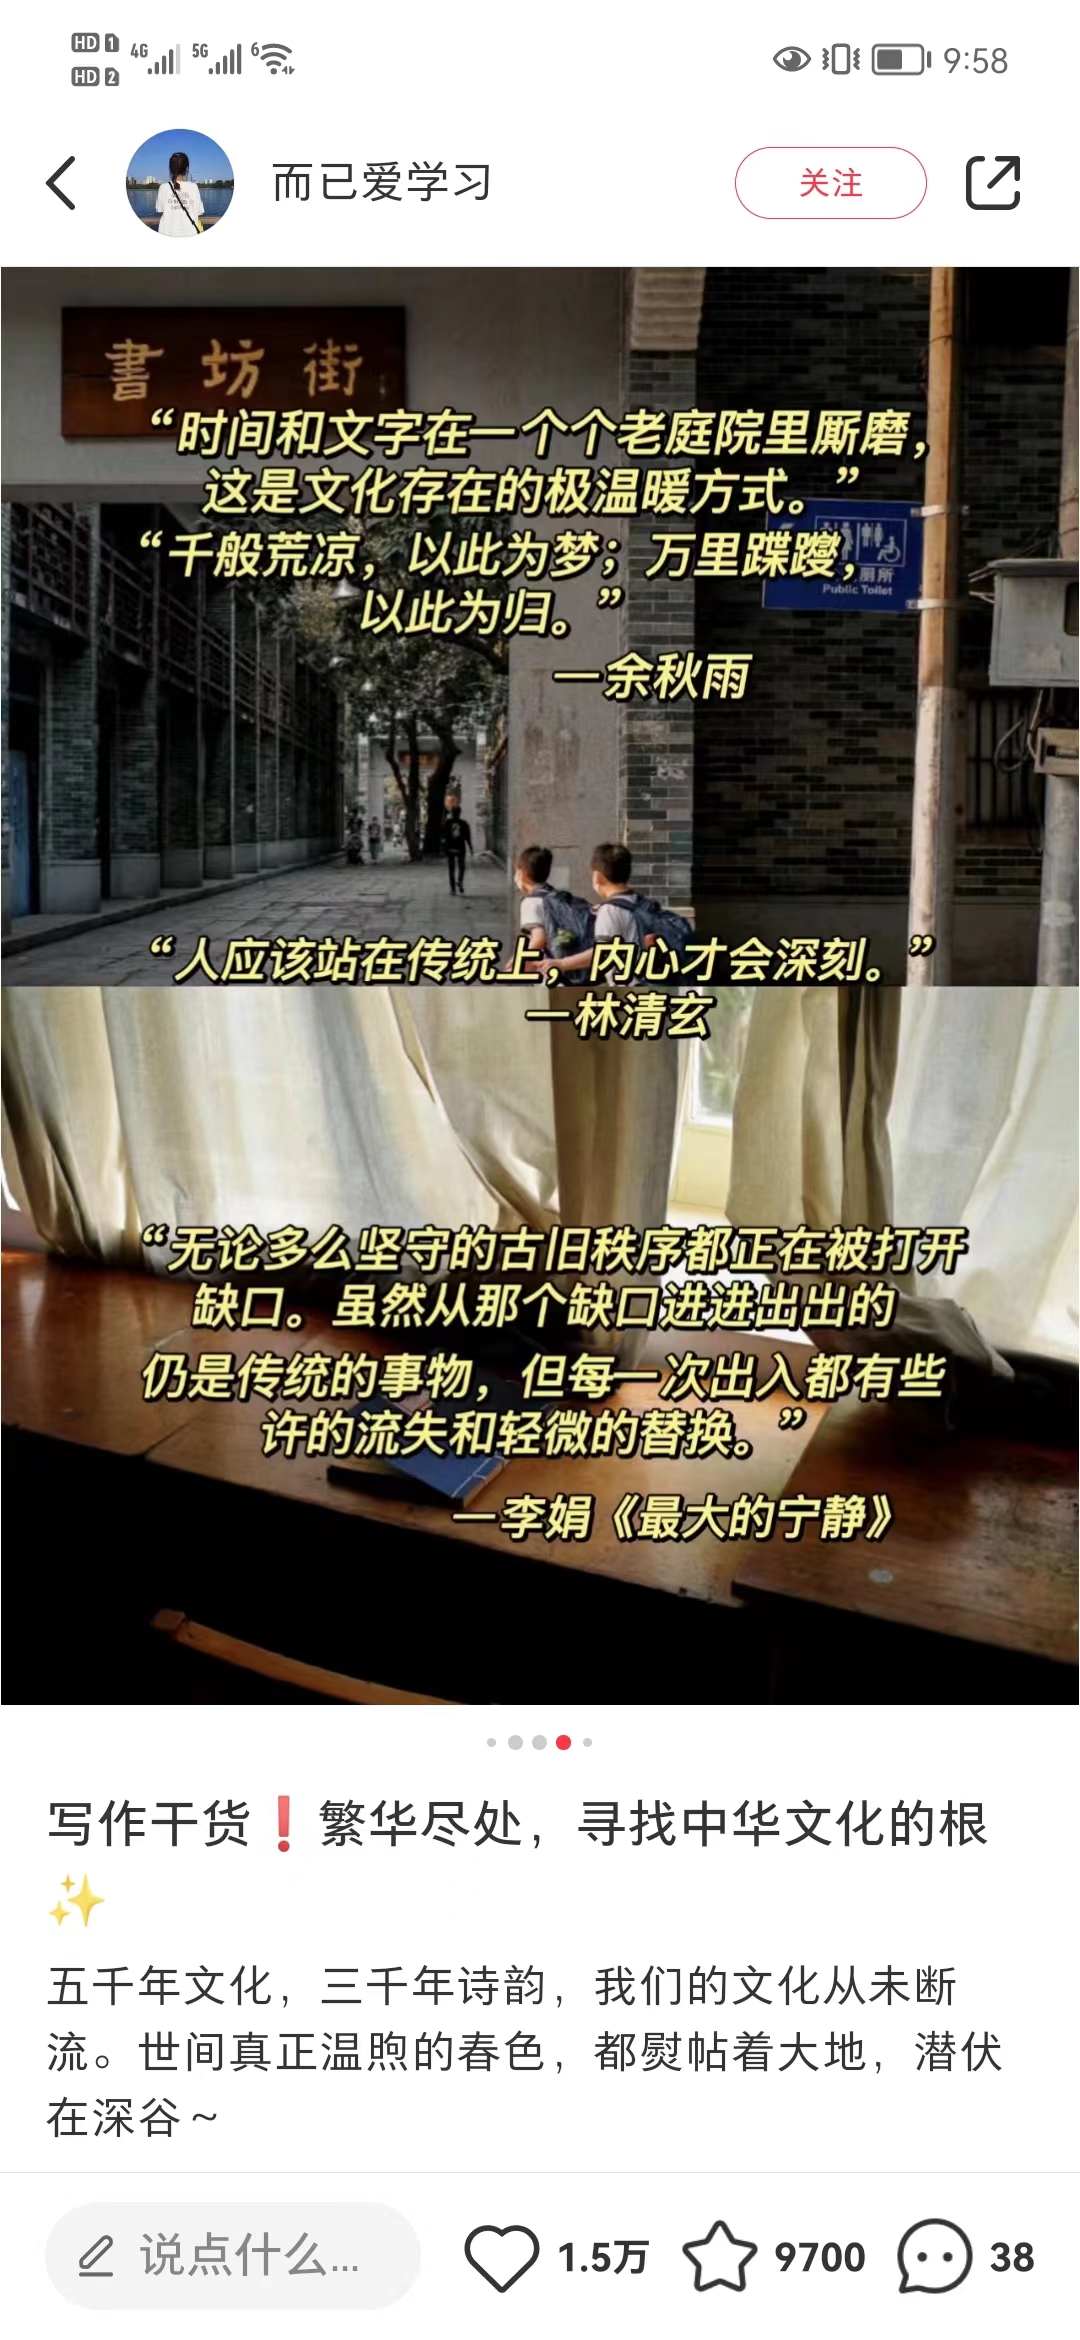 HD 1 4G 5G 6 9:58
HD 2
而已爱学习 关注
書坊街
“时间和文字在一个个老庭院里厮磨，
这是文化存在的极温暖方式。”
“千般荒凉，以此为梦；万里蹀躞，
以此为归。”
—余秋雨
厕所
Public Toilet
“人应该站在传统上，内心才会深刻。”
—林清玄
“无论多么坚守的古旧秩序都正在被打开
缺口。虽然从那个缺口进进出出的
仍是传统的事物，但每一次出入都有些
许的流失和轻微的替换。”
—李娟《最大的宁静》
写作干货❗繁华尽处，寻找中华文化的根
✨
五千年文化，三千年诗韵，我们的文化从未断
流。世间真正温煦的春色，都熨帖着大地，潜伏
在深谷～
说点什么... 1.5万 9700 38